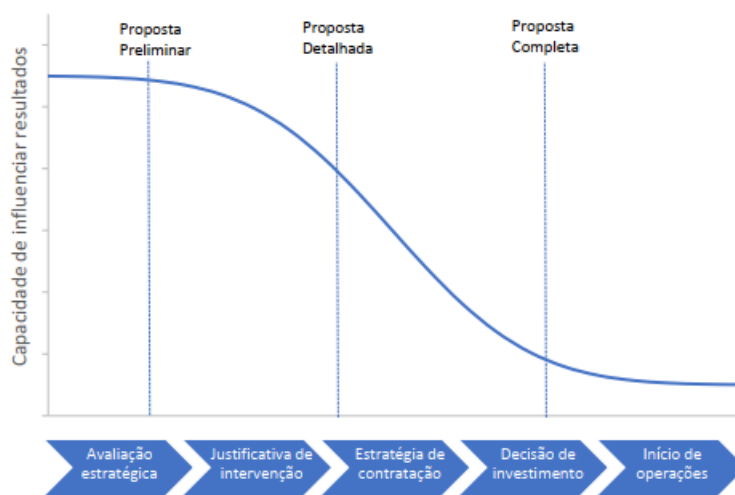 Proposta
Preliminar
Proposta
Detalhada
Proposta
Completa
Capacidade de influenciar resultados
Avaliação
estratégica
Justificativa de
intervenção
Estratégia de
contratação
Decisão de
investimento
Início de
operações